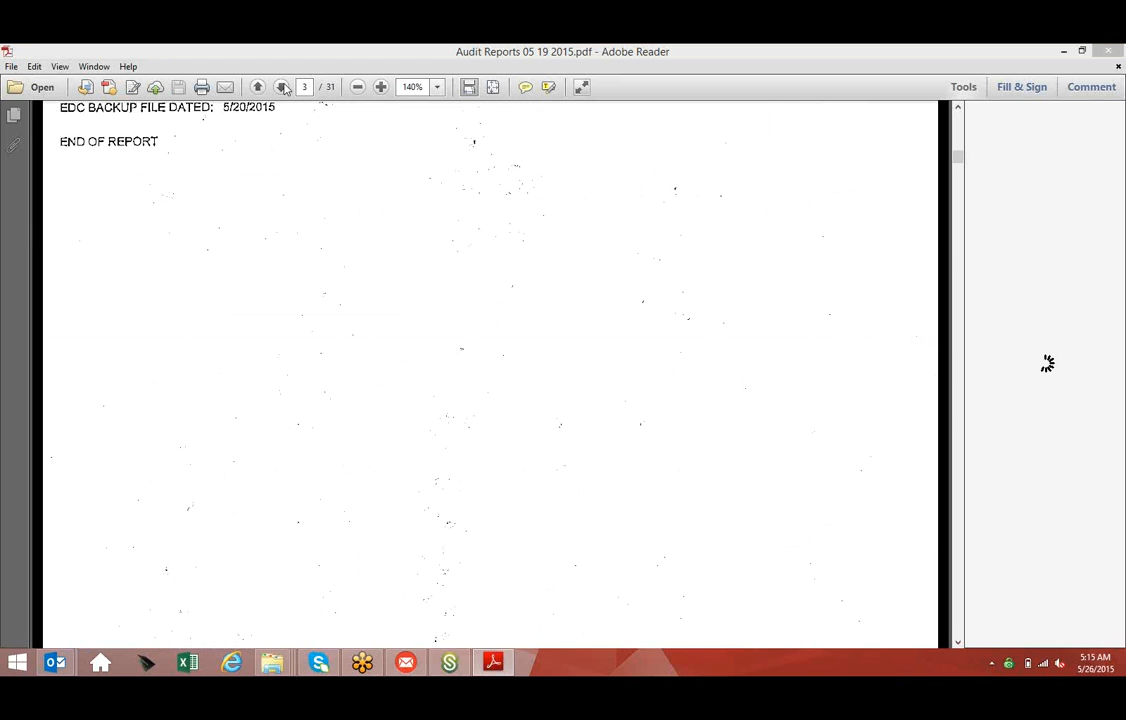 Audit Reports 05 19 2015.pdf - Adobe Reader
File Edit View Window Help
Open 3 / 31 140% Tools Fill & Sign Comment
EDC BACKUP FILE DATED: 5/20/2015
END OF REPORT
5:15 AM
5/26/2015